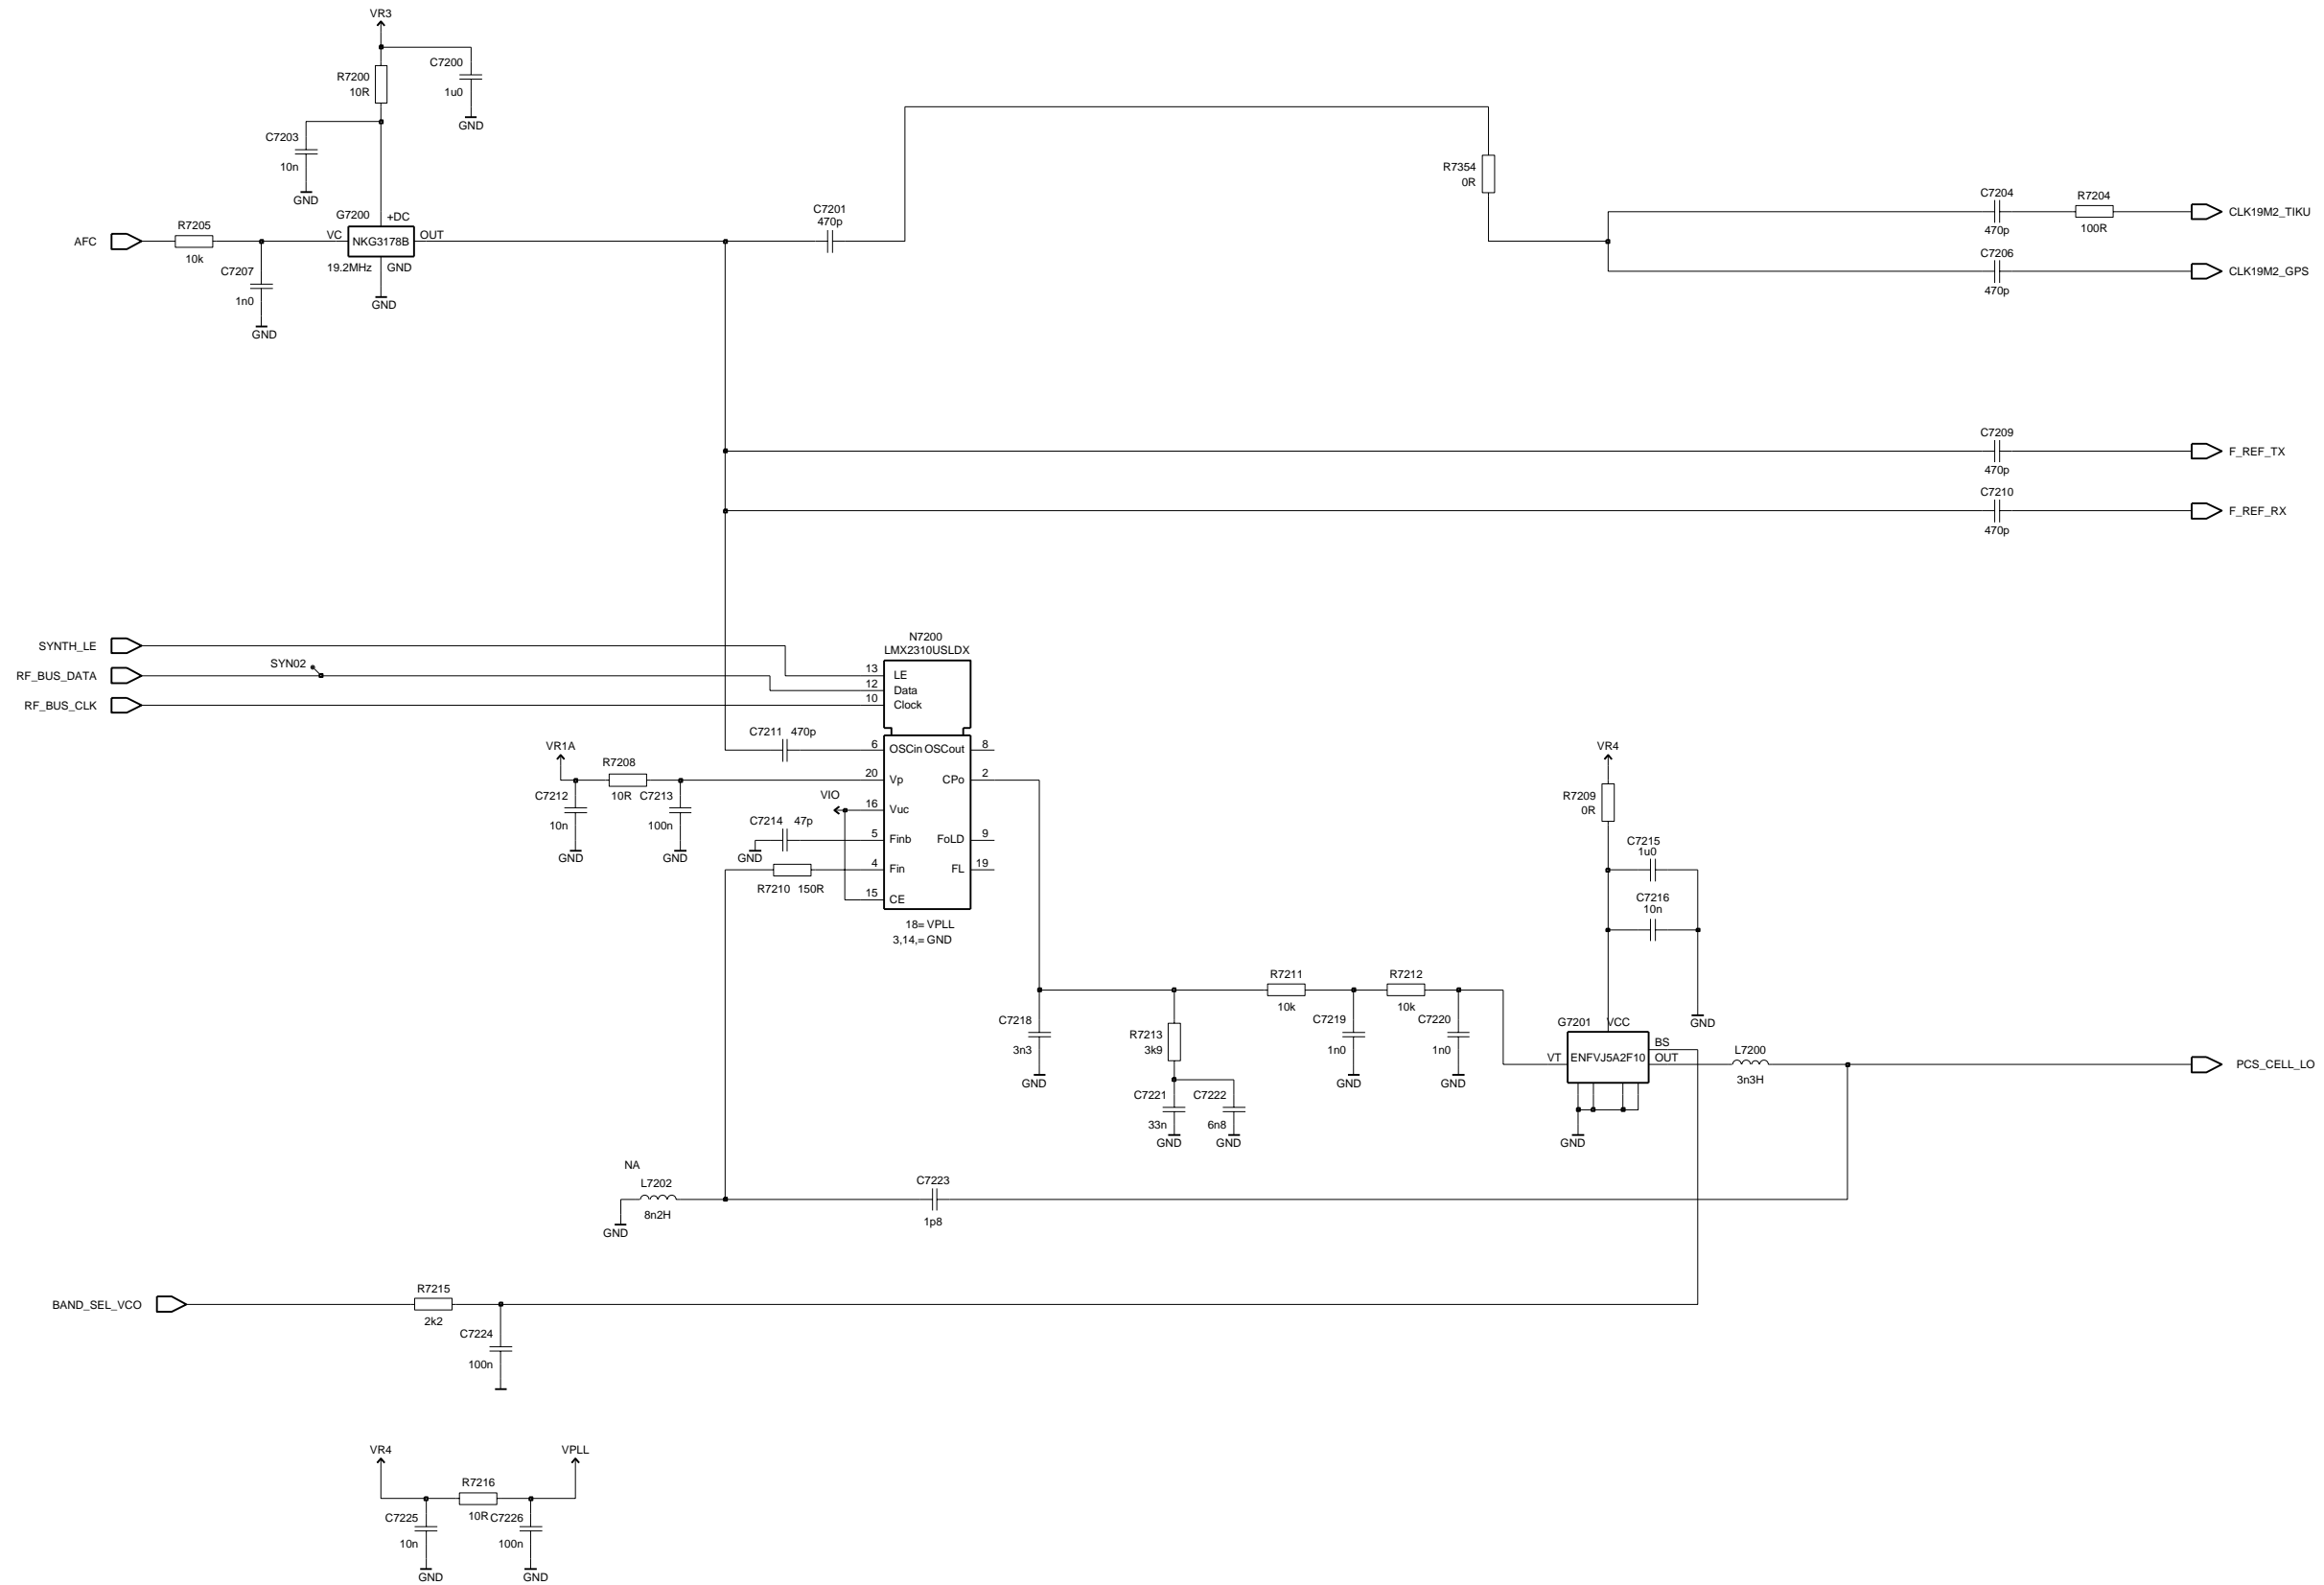 VR3
R7200
10R
C7200
1u0
GND
C7203
10n
GND
G7200
+DC
R7205
AFC
10k
VC
NKG3178B
OUT
19.2MHz
GND
C7207
1n0
GND
GND
C7201
470p
R7354
0R
C7204
470p
R7204
100R
CLK19M2_TIKU
C7206
470p
CLK19M2_GPS
C7209
470p
F_REF_TX
C7210
470p
F_REF_RX
SYNTH_LE
RF_BUS_DATA
SYN02
RF_BUS_CLK
N7200
LMX2310USLDX
13 LE
12 Data
10 Clock
C7211 470p
6 OSCin OSCout 8
VR1A
R7208
10R
20 Vp CPo 2
C7212
10n
GND
C7213
100n
GND
VIO
16 Vuc
C7214 47p
GND
5 Finb FoLD 9
4 Fin FL 19
R7210 150R
15 CE
18= VPLL
3,14,= GND
VR4
R7209
0R
C7215
1u0
C7216
10n
GND
R7211
10k
R7212
10k
C7218
3n3
GND
R7213
3k9
C7219
1n0
GND
C7220
1n0
GND
C7221
33n
GND
C7222
6n8
GND
G7201 VCC
VT
ENFVJ5A2F10
BS
OUT
GND
L7200
3n3H
PCS_CELL_LO
NA
L7202
8n2H
GND
C7223
1p8
BAND_SEL_VCO
R7215
2k2
C7224
100n
VR4
VPLL
R7216
10R
C7225
10n
GND
C7226
100n
GND